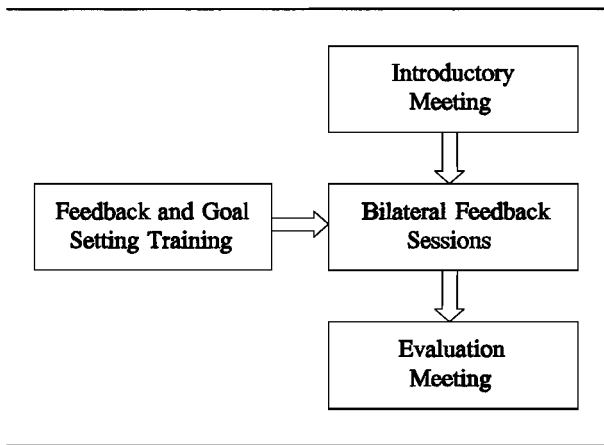 Introductory
Meeting
Feedback and Goal
Setting Training
Bilateral Feedback
Sessions
Evaluation
Meeting